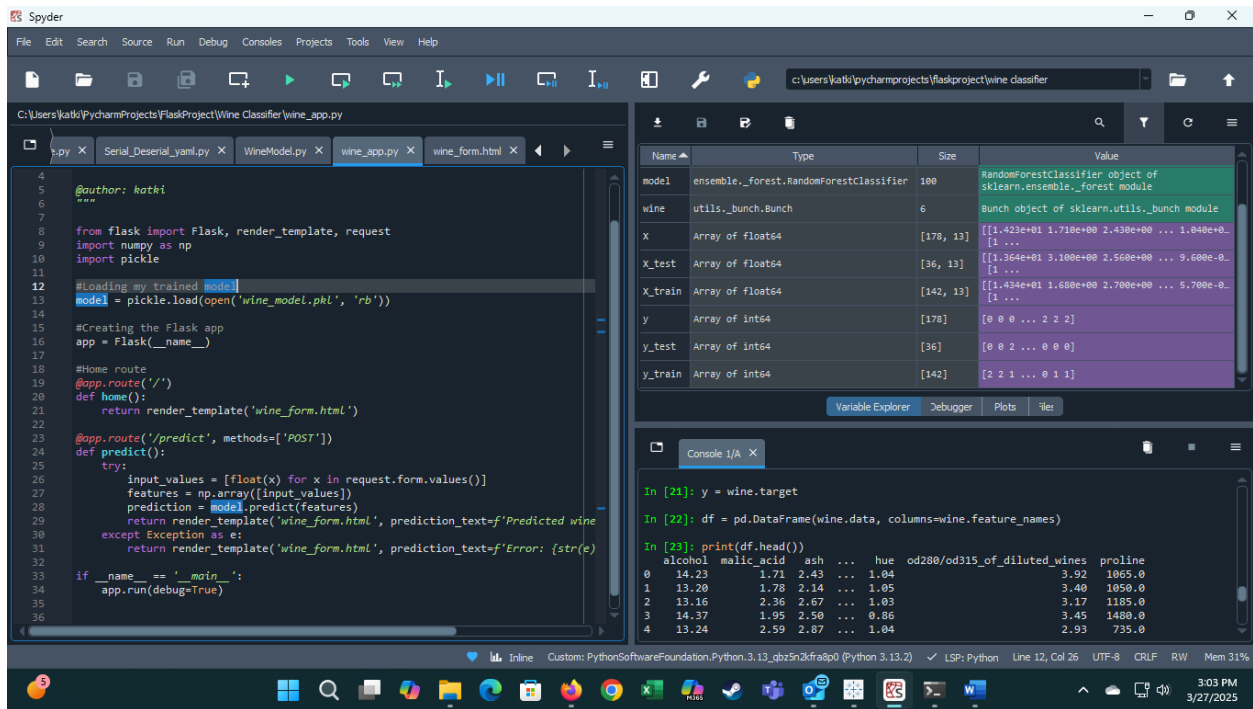 Spyder
File Edit Search Source Run Debug Consoles Projects Tools View Help
c:\users\katki\pycharmprojects\flaskproject\wine classifier
C:\Users\katki\PycharmProjects\FlaskProject\Wine Classifier\wine_app.py
e.py Serial_Deserial_yaml.py WineModel.py wine_app.py wine_form.html
4
5 @author: katki
6 """
7
8 from flask import Flask, render_template, request
9 import numpy as np
10 import pickle
11
12 #Loading my trained model
13 model = pickle.load(open('wine_model.pkl', 'rb'))
14
15 #Creating the Flask app
16 app = Flask(__name__)
17
18 #Home route
19 @app.route('/')
20 def home():
21 return render_template('wine_form.html')
22
23 @app.route('/predict', methods=['POST'])
24 def predict():
25 try:
26 input_values = [float(x) for x in request.form.values()]
27 features = np.array([input_values])
28 prediction = model.predict(features)
29 return render_template('wine_form.html', prediction_text=f'Predicted wine
30 except Exception as e:
31 return render_template('wine_form.html', prediction_text=f'Error: {str(e)
32
33 if __name__ == '__main__':
34 app.run(debug=True)
35
36
Name Type Size Value
model ensemble._forest.RandomForestClassifier 100 RandomForestClassifier object of
sklearn.ensemble._forest module
wine utils._bunch.Bunch 6 Bunch object of sklearn.utils._bunch module
X Array of float64 [178, 13] [[1.423e+01 1.710e+00 2.430e+00 ... 1.040e+0…
[1 ...
X_test Array of float64 [36, 13] [[1.364e+01 3.100e+00 2.560e+00 ... 9.600e-0…
[1 ...
X_train Array of float64 [142, 13] [[1.434e+01 1.680e+00 2.700e+00 ... 5.700e-0…
[1 ...
y Array of int64 [178] [0 0 0 ... 2 2 2]
y_test Array of int64 [36] [0 0 2 ... 0 0 0]
y_train Array of int64 [142] [2 2 1 ... 0 1 1]
Variable Explorer Debugger Plots Files
Console 1/A
In [21]: y = wine.target
In [22]: df = pd.DataFrame(wine.data, columns=wine.feature_names)
In [23]: print(df.head())
alcohol malic_acid ash ... hue od280/od315_of_diluted_wines proline
0 14.23 1.71 2.43 ... 1.04 3.92 1065.0
1 13.20 1.78 2.14 ... 1.05 3.40 1050.0
2 13.16 2.36 2.67 ... 1.03 3.17 1185.0
3 14.37 1.95 2.50 ... 0.86 3.45 1480.0
4 13.24 2.59 2.87 ... 1.04 2.93 735.0
Inline Custom: PythonSoftwareFoundation.Python.3.13_qbz5n2kfra8p0 (Python 3.13.2) LSP: Python Line 12, Col 26 UTF-8 CRLF RW Mem 31%
5
M365
3:03 PM
3/27/2025